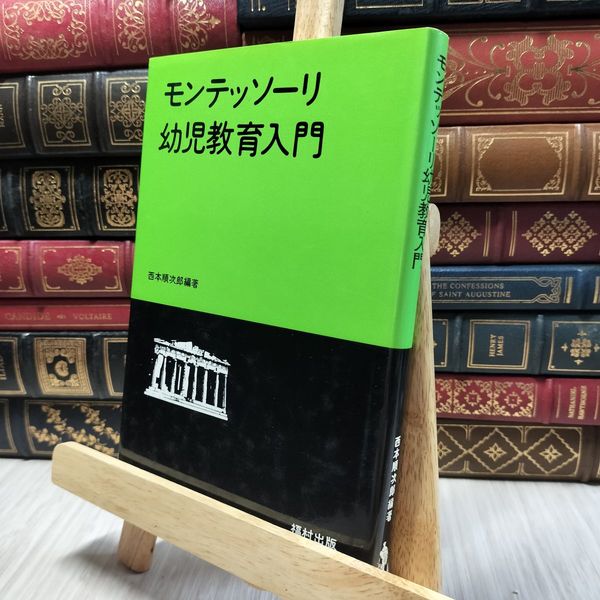 モンテッソーリ
幼児教育入門
西本順次郎編著
福村出版
モンテッソーリ幼児教育入門
西本順次郎編著
CANDIDE
VOLTAIRE
THE CONFESSIONS
OF SAINT AUGUSTINE
HENRY
JAMES
NATHANIEL
HAWTHORNE